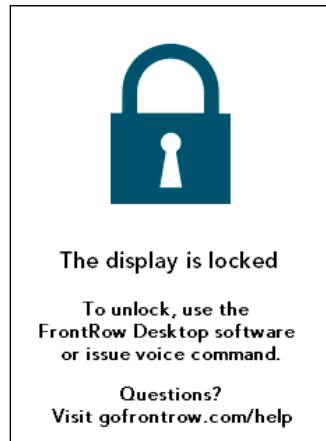 The display is locked
To unlock, use the
FrontRow Desktop software
or issue voice command.
Questions?
Visit gofrontrow.com/help